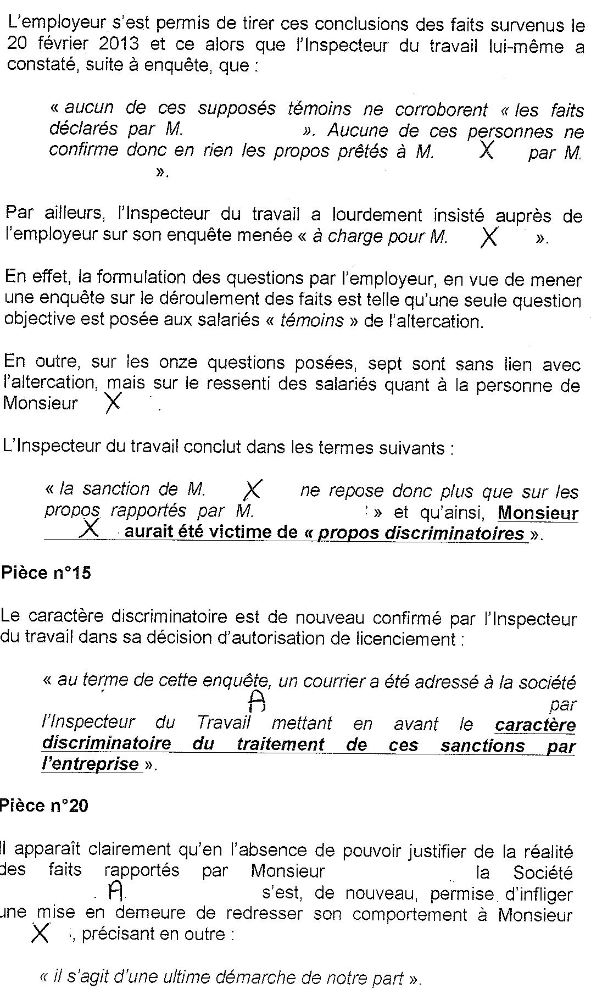 L'employeur s'est permis de tirer ces conclusions des faits survenus le
20 février 2013 et ce alors que l'Inspecteur du travail lui-même a
constaté, suite à enquête, que :
« aucun de ces supposés témoins ne corroborent « les faits
déclarés par M. ». Aucune de ces personnes ne
confirme donc en rien les propos prêtés à M. X par M.
».
Par ailleurs, l'Inspecteur du travail a lourdement insisté auprès de
l'employeur sur son enquête menée « à charge pour M. X ».
En effet, la formulation des questions par l'employeur, en vue de mener
une enquête sur le déroulement des faits est telle qu'une seule question
objective est posée aux salariés « témoins » de l'altercation.
En outre, sur les onze questions posées, sept sont sans lien avec
l'altercation, mais sur le ressenti des salariés quant à la personne de
Monsieur X .
L'Inspecteur du travail conclut dans les termes suivants :
« la sanction de M. X ne repose donc plus que sur les
propos rapportés par M. » et qu'ainsi, Monsieur
X aurait été victime de « propos discriminatoires ».
Pièce n°15
Le caractère discriminatoire est de nouveau confirmé par l'Inspecteur
du travail dans sa décision d'autorisation de licenciement :
« au terme de cette enquête, un courrier a été adressé à la société
A par
l'Inspecteur du Travail mettant en avant le caractère
discriminatoire du traitement de ces sanctions par
l'entreprise ».
Pièce n°20
Il apparaît clairement qu'en l'absence de pouvoir justifier de la réalité
des faits rapportés par Monsieur la Société
A s'est, de nouveau, permise d'infliger
une mise en demeure de redresser son comportement à Monsieur
X , précisant en outre :
« il s'agit d'une ultime démarche de notre part ».